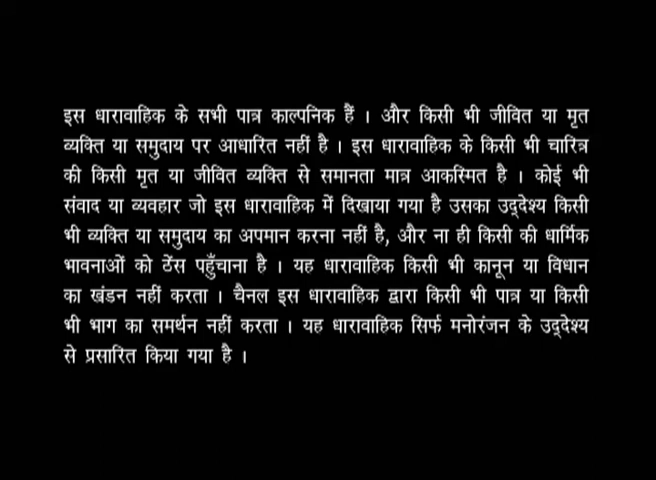 इस धारावाहिक के सभी पात्र काल्पनिक हैं । और किसी भी जीवित या मृत
व्यक्ति या समुदाय पर आधारित नहीं है । इस धारावाहिक के किसी भी चारित्र
की किसी मृत या जीवित व्यक्ति से समानता मात्र आकस्मित है । कोई भी
संवाद या व्यवहार जो इस धारावाहिक में दिखाया गया है उसका उद्देश्य किसी
भी व्यक्ति या समुदाय का अपमान करना नहीं है, और ना ही किसी की धार्मिक
भावनाओं को ठेंस पहुँचाना है । यह धारावाहिक किसी भी कानून या विधान
का खंडन नहीं करता । चैनल इस धारावाहिक द्वारा किसी भी पात्र या किसी
भी भाग का समर्थन नहीं करता । यह धारावाहिक सिर्फ मनोरंजन के उद्देश्य
से प्रसारित किया गया है ।